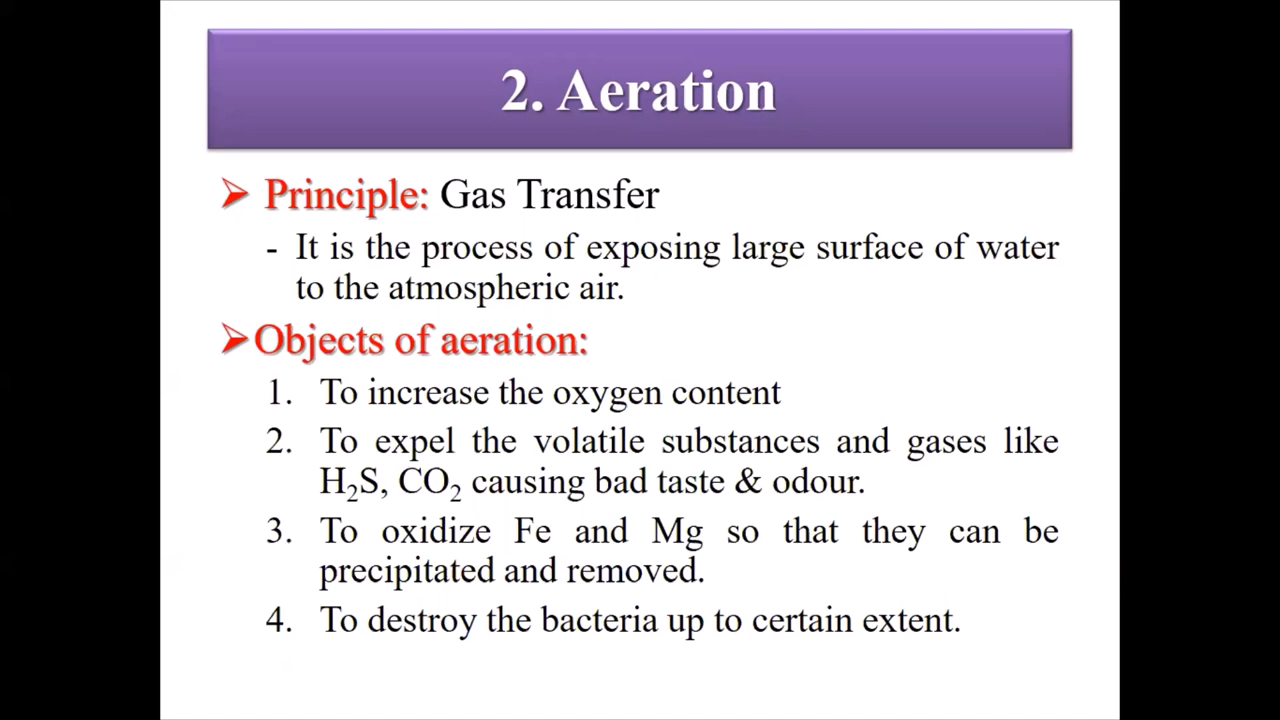 2. Aeration
➢ Principle: Gas Transfer
- It is the process of exposing large surface of water
to the atmospheric air.
➢Objects of aeration:
1. To increase the oxygen content
2. To expel the volatile substances and gases like
H₂S, CO₂ causing bad taste & odour.
3. To oxidize Fe and Mg so that they can be
precipitated and removed.
4. To destroy the bacteria up to certain extent.